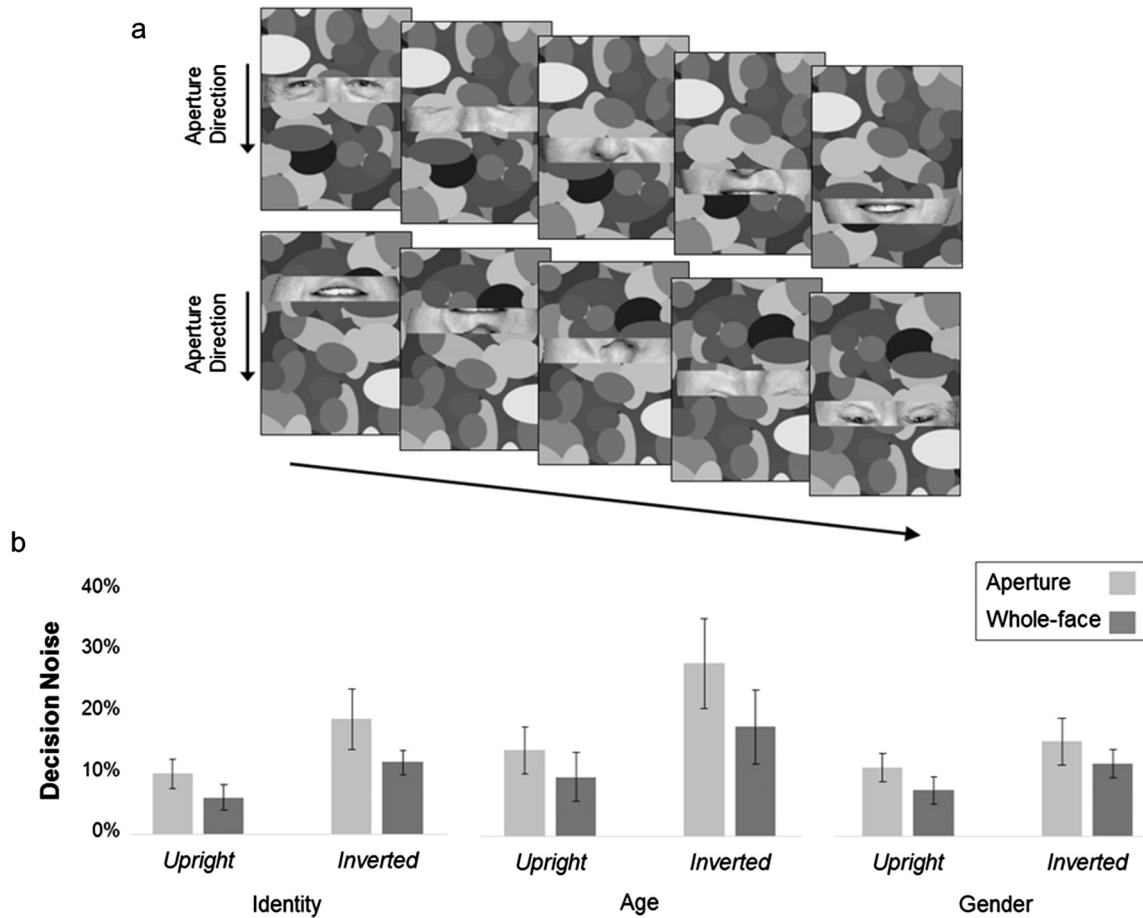 a
Aperture
Direction
Aperture
Direction
b
Aperture
Whole-face
Decision Noise
40%
30%
20%
10%
0%
Upright Inverted Upright Inverted Upright Inverted
Identity Age Gender